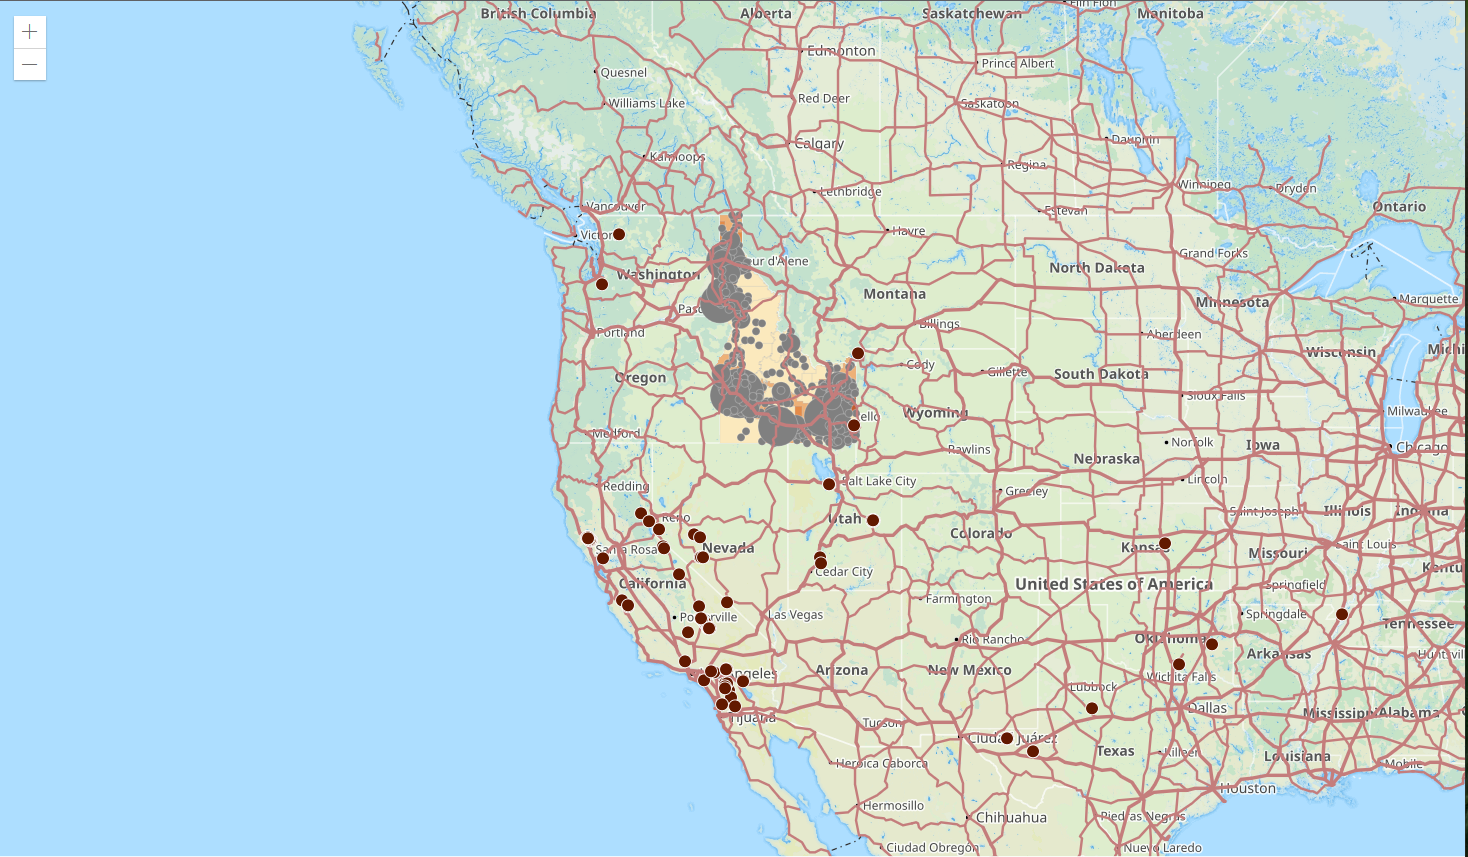 British Columbia
Alberta
Saskatchewan
Flin Flon
Manitoba
Edmonton
Prince Albert
Quesnel
Red Deer
Williams Lake
Saskatoon
Calgary
Dauphin
Kamloops
Regina
Lethbridge
Winnipeg
Dryden
Vancouver
Estevan
Ontario
Victor
Havre
Grand Forks
eur d'Alene
Washington
North Dakota
Montana
Minnesota
Marquette
Pasc
Portland
Billings
Aberdeen
Wisconsin
Michi
Cody
Gillette
South Dakota
Oregon
Sioux Falls
Wyoming
Milwaukee
ello
Medford
Norfolk
Iowa
Chicago
Rawlins
Nebraska
Salt Lake City
Lincoln
Redding
Greeley
Saint Joseph
Illinois
Indiana
Reno
Utah
Colorado
Santa Rosa
Nevada
Kansas
Missouri
Saint Louis
Cedar City
Kentu
California
United States of America
Springfield
Farmington
Las Vegas
Springdale
Tennessee
Rio Rancho
Oklahoma
Arkansas
Huntsvil
Angeles
Arizona
New Mexico
Wichita Falls
Lubbock
Dallas
Mississippi
Alabama
Tijuana
Tucson
Ciudad Juárez
Texas
Killeen
Louisiana
Heroica Caborca
Mobile
Houston
Hermosillo
Chihuahua
Piedras Negras
Ciudad Obregón
Nuevo Laredo